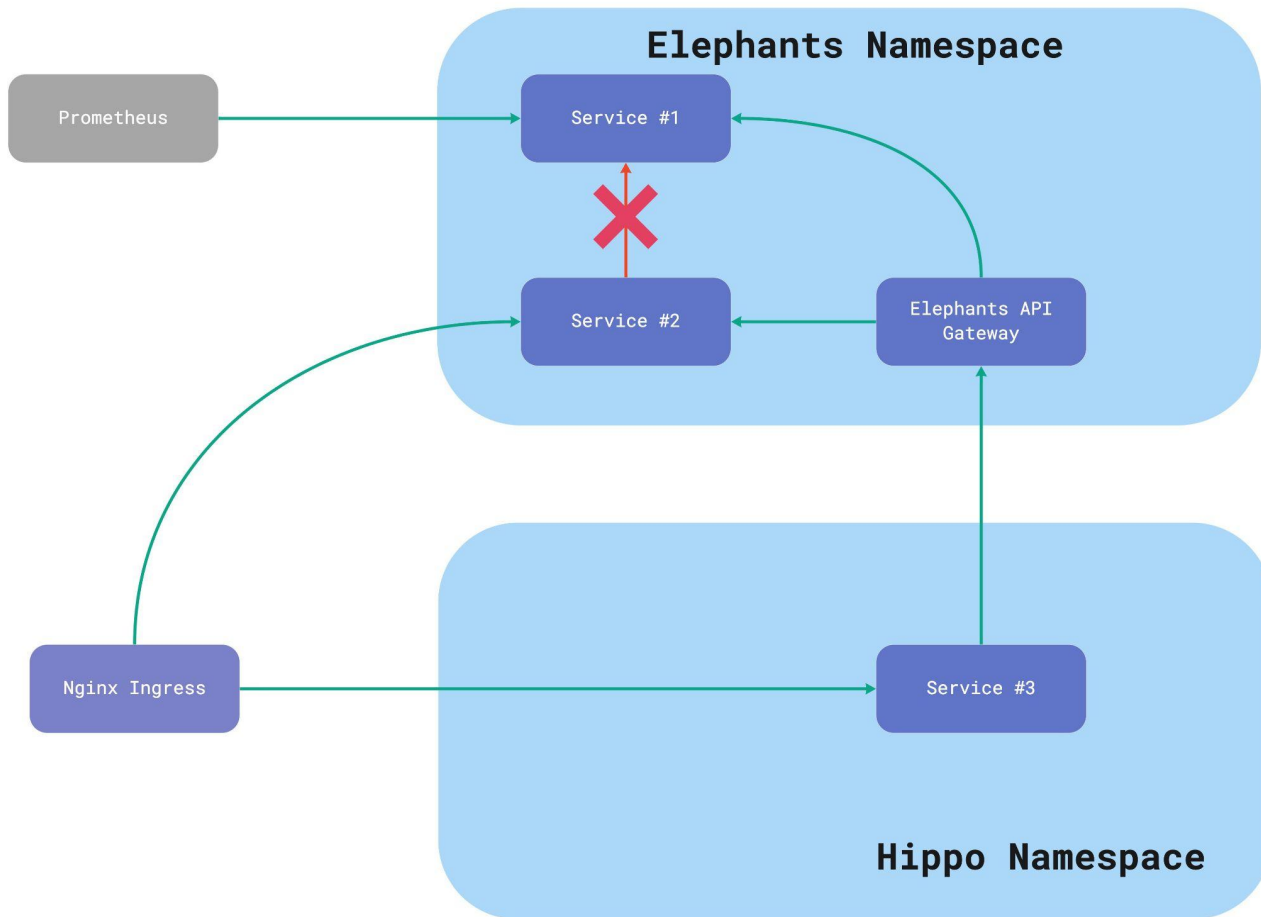 Elephants Namespace
Prometheus
Service #1
Service #2
Elephants API
Gateway
Nginx Ingress
Service #3
Hippo Namespace